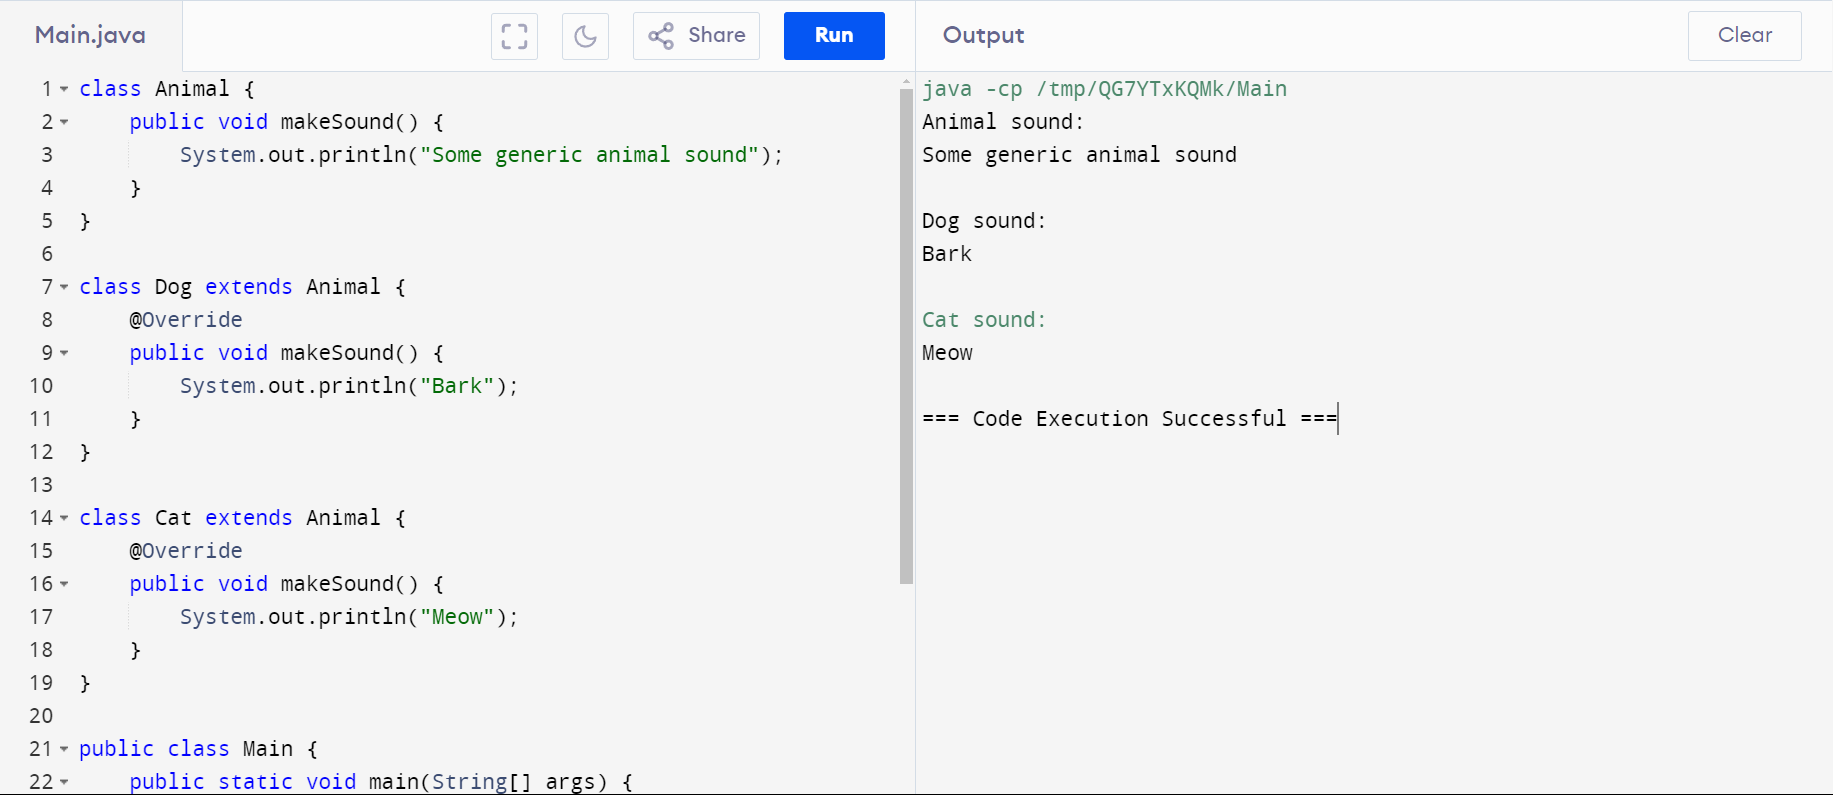 Main.java
Share
Run
1 class Animal {
2 public void makeSound() {
3 System.out.println("Some generic animal sound");
4 }
5 }
6
7 class Dog extends Animal {
8 @Override
9 public void makeSound() {
10 System.out.println("Bark");
11 }
12 }
13
14 class Cat extends Animal {
15 @Override
16 public void makeSound() {
17 System.out.println("Meow");
18 }
19 }
20
21 public class Main {
22 public static void main(String[] args) {
Output
Clear
java -cp /tmp/QG7YTxKQMk/Main
Animal sound:
Some generic animal sound
Dog sound:
Bark
Cat sound:
Meow
=== Code Execution Successful ===